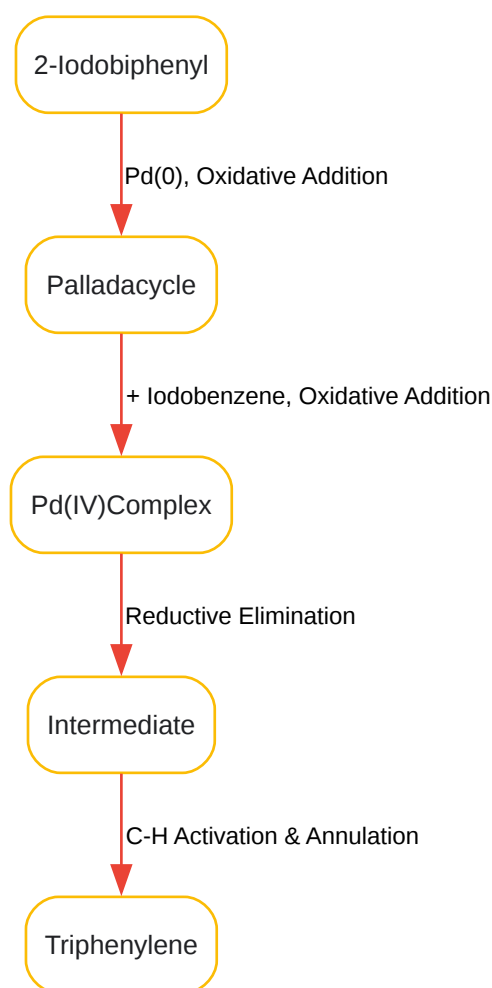 2-Iodobiphenyl
Pd(0), Oxidative Addition
Palladacycle
+ Iodobenzene, Oxidative Addition
Pd(IV)Complex
Reductive Elimination
Intermediate
C-H Activation & Annulation
Triphenylene